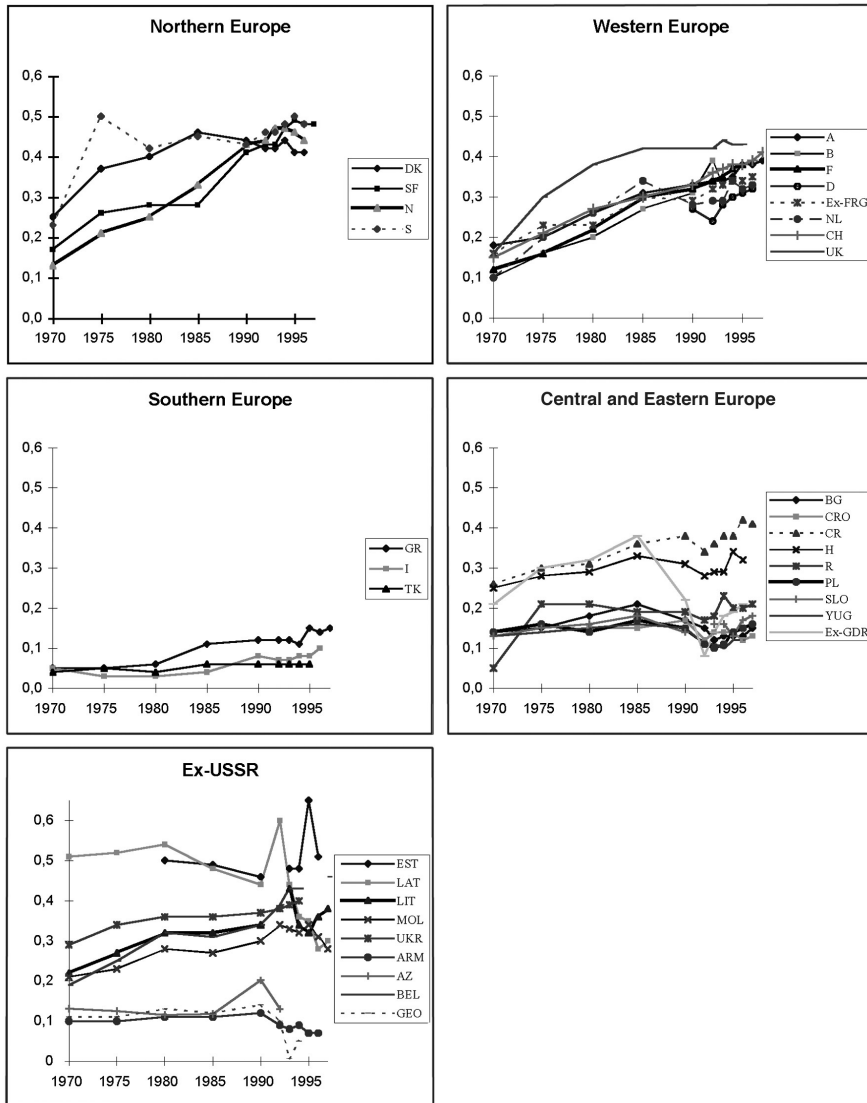 Northern Europe
0,6
0,5
0,4
0,3
0,2
0,1
0,0
1970 1975 1980 1985 1990 1995
DK
SF
N
S
Western Europe
0,6
0,5
0,4
0,3
0,2
0,1
0,0
1970 1975 1980 1985 1990 1995
A
B
F
D
Ex-FRG
NL
CH
UK
Southern Europe
0,6
0,5
0,4
0,3
0,2
0,1
0,0
1970 1975 1980 1985 1990 1995
GR
I
TK
Central and Eastern Europe
0,6
0,5
0,4
0,3
0,2
0,1
0,0
1970 1975 1980 1985 1990 1995
BG
CRO
CR
H
R
PL
SLO
YUG
Ex-GDR
Ex-USSR
0,6
0,5
0,4
0,3
0,2
0,1
0
1970 1975 1980 1985 1990 1995
EST
LAT
LIT
MOL
UKR
ARM
AZ
BEL
GEO